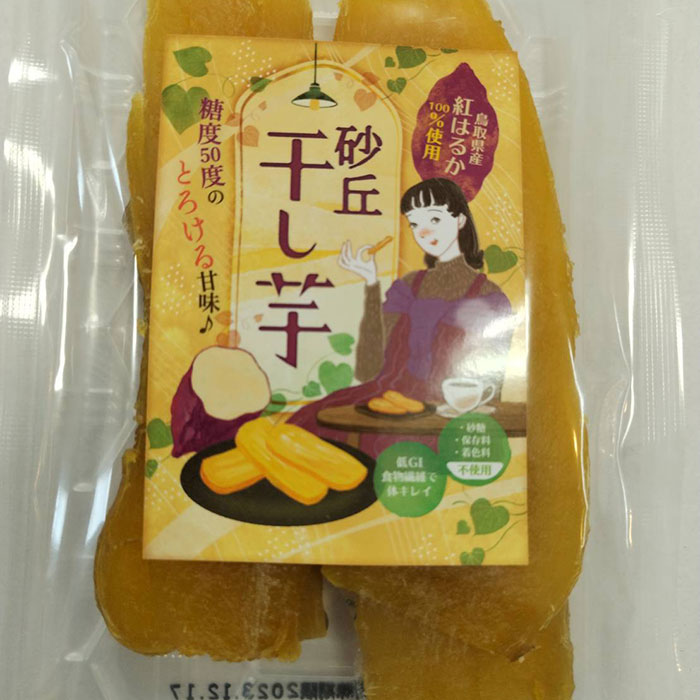 鳥取県産
紅はるか
100%使用
砂丘
干し芋
糖度50度の
とろける甘味♪
・砂糖
・保存料
・着色料
不使用
低GI
食物繊維で
体キレイ
2023.12.17